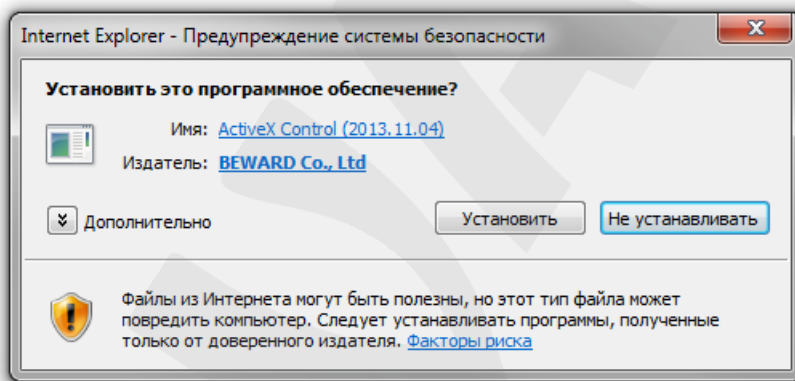 Internet Explorer - Предупреждение системы безопасности
Установить это программное обеспечение?
Имя: ActiveX Control (2013.11.04)
Издатель: BEWARD Co., Ltd
Дополнительно
Установить
Не устанавливать
Файлы из Интернета могут быть полезны, но этот тип файла может
повредить компьютер. Следует устанавливать программы, полученные
только от доверенного издателя. Факторы риска